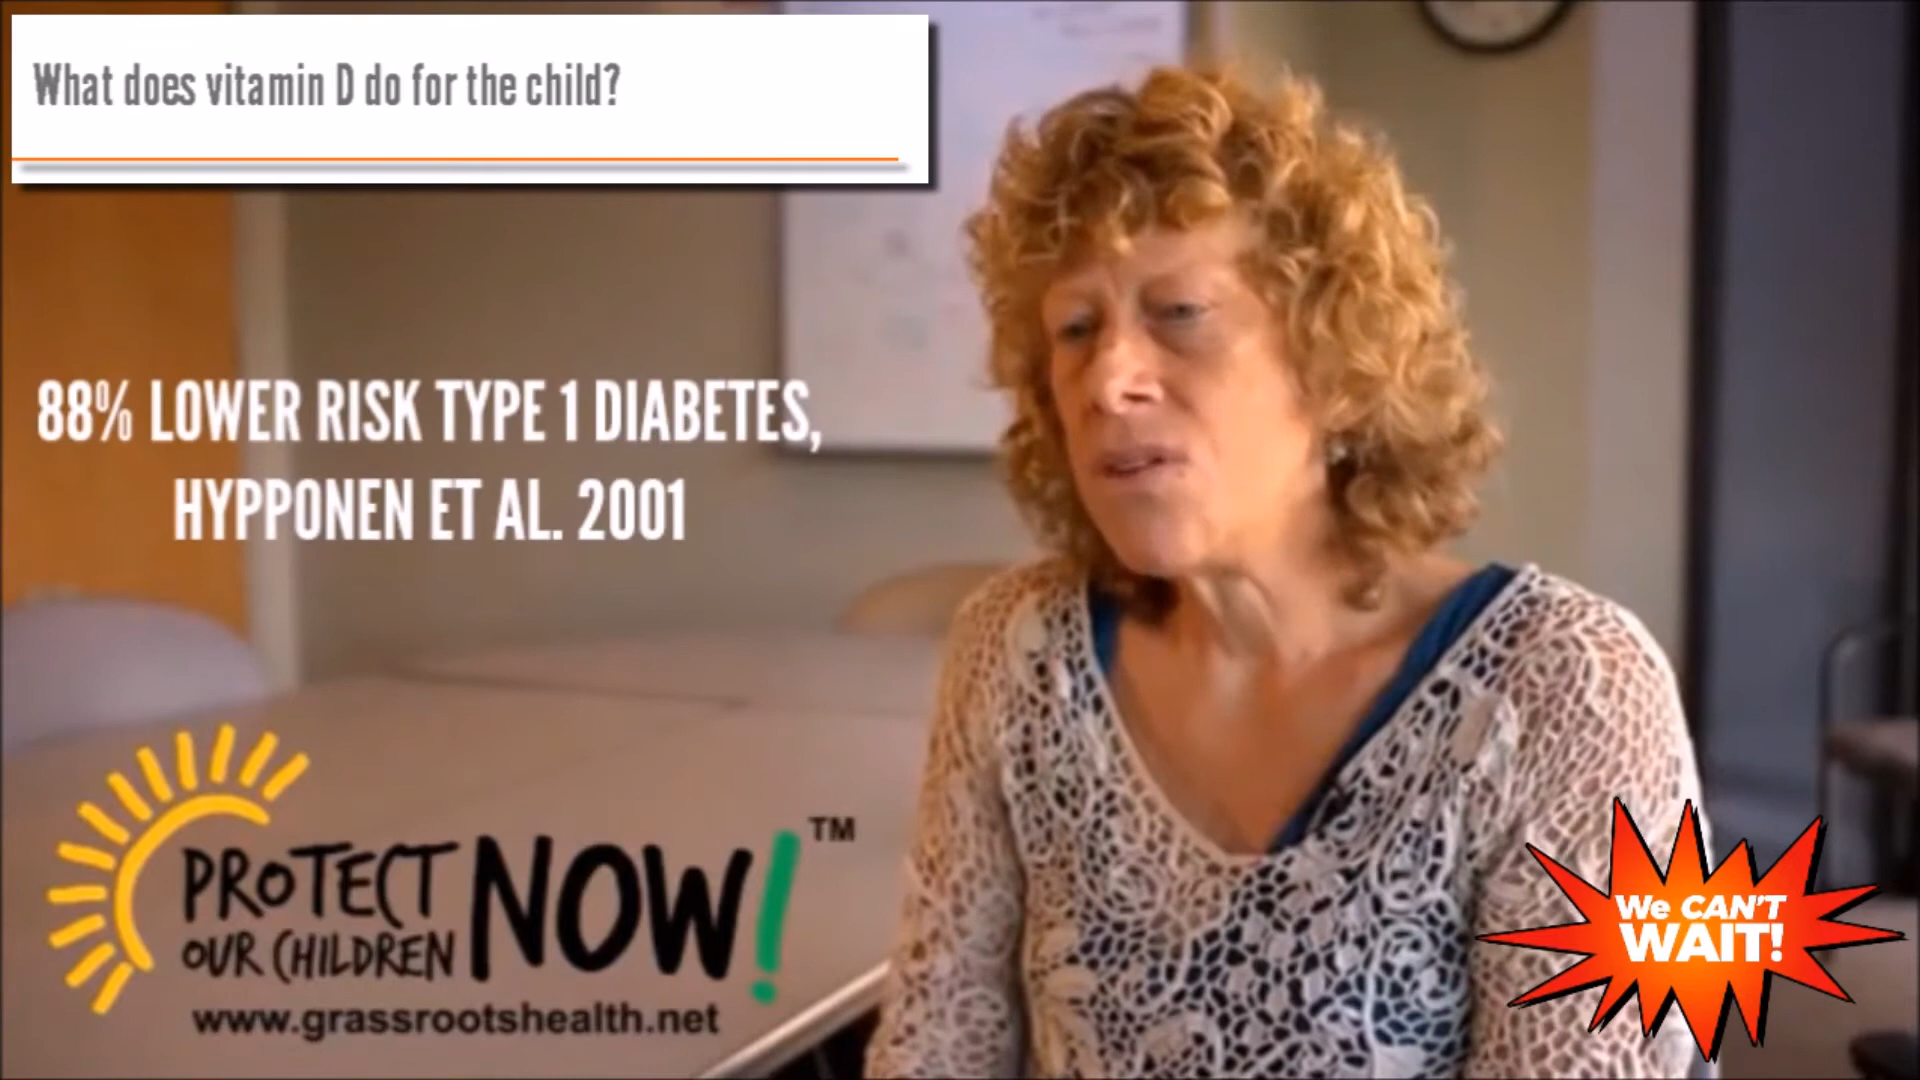 What does vitamin D do for the child?
88% LOWER RISK TYPE 1 DIABETES,
HYPPONEN ET AL. 2001
PROTECT
OUR CHILDREN
NOW!™
www.grassrootshealth.net
We CAN'T
WAIT!